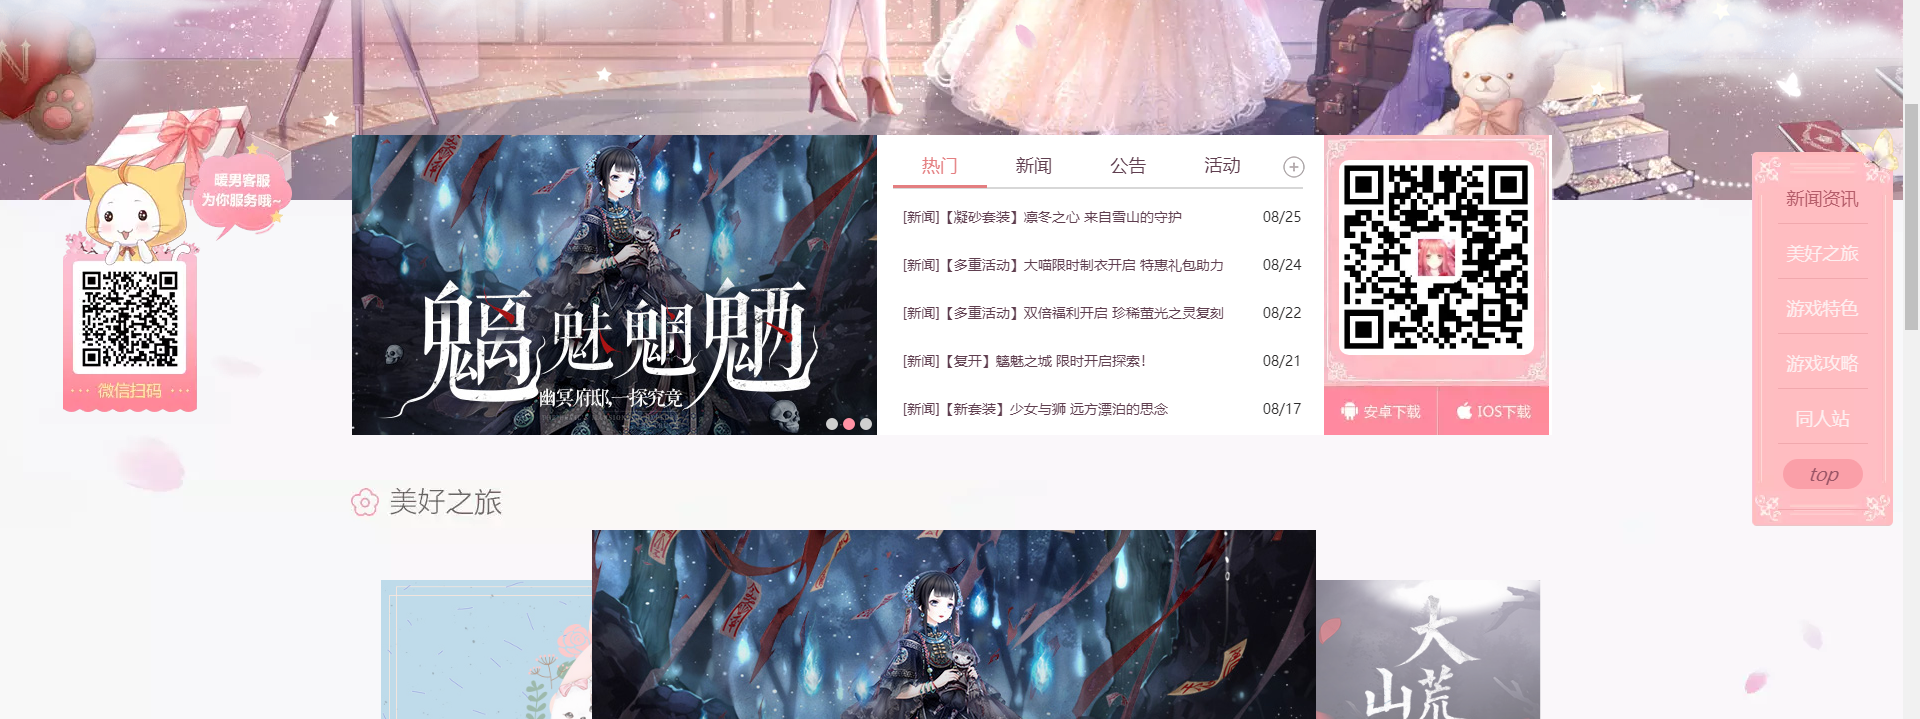 暖男客服
为你服务哦~
微信扫码
魑魅魍魉
幽冥府邸,一探究竟
热门
新闻
公告
活动
[新闻]【凝砂套装】凛冬之心 来自雪山的守护 08/25
[新闻]【多重活动】大喵限时制衣开启 特惠礼包助力 08/24
[新闻]【多重活动】双倍福利开启 珍稀萤光之灵复刻 08/22
[新闻]【复开】魑魅之城 限时开启探索! 08/21
[新闻]【新套装】少女与狮 远方漂泊的思念 08/17
安卓下载
IOS下载
新闻资讯
美好之旅
游戏特色
游戏攻略
同人站
top
美好之旅
大
山荒